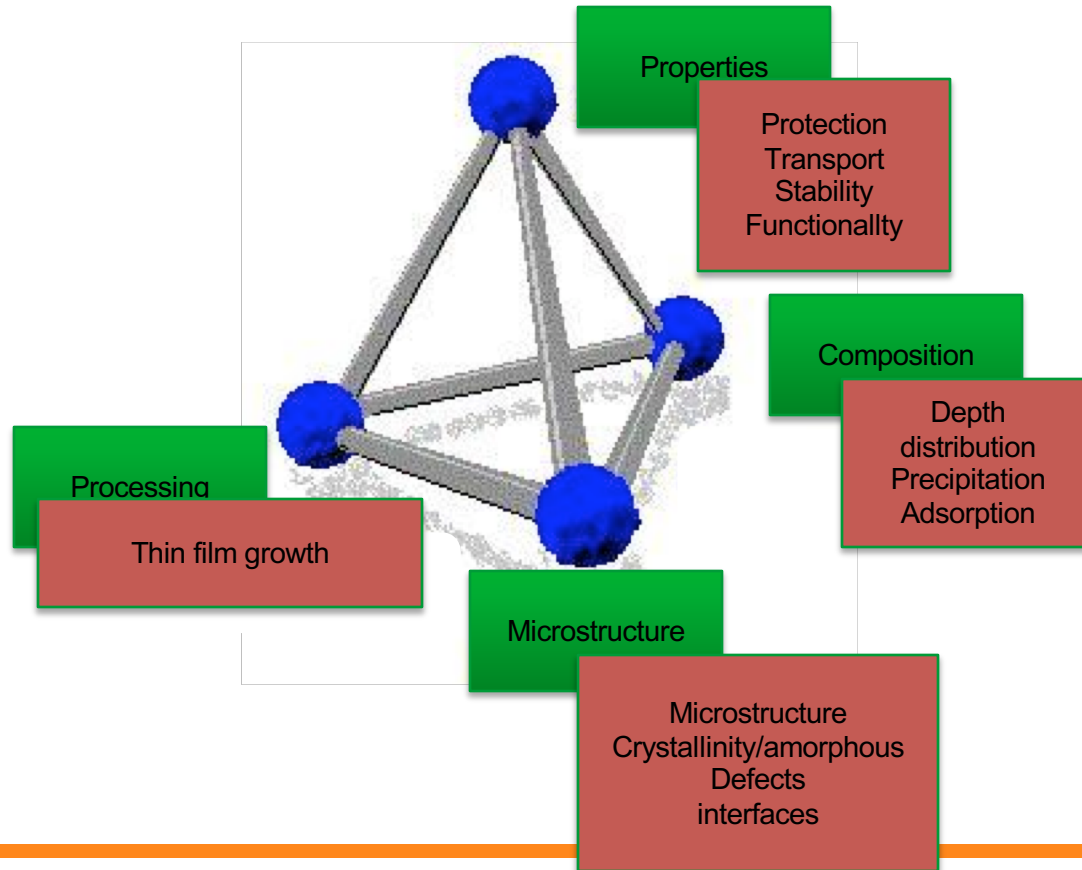 Properties
Protection
Transport
Stability
Functionallty
Composition
Depth
distribution
Precipitation
Adsorption
Processing
Thin film growth
Microstructure
Microstructure
Crystallinity/amorphous
Defects
interfaces